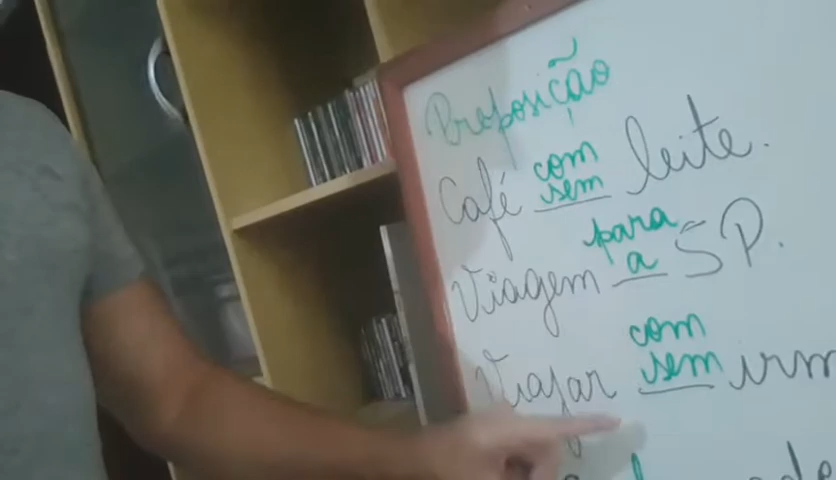 Preposição
Café com leite.
sem
Viagem para SP.
a
Viajar com
sem